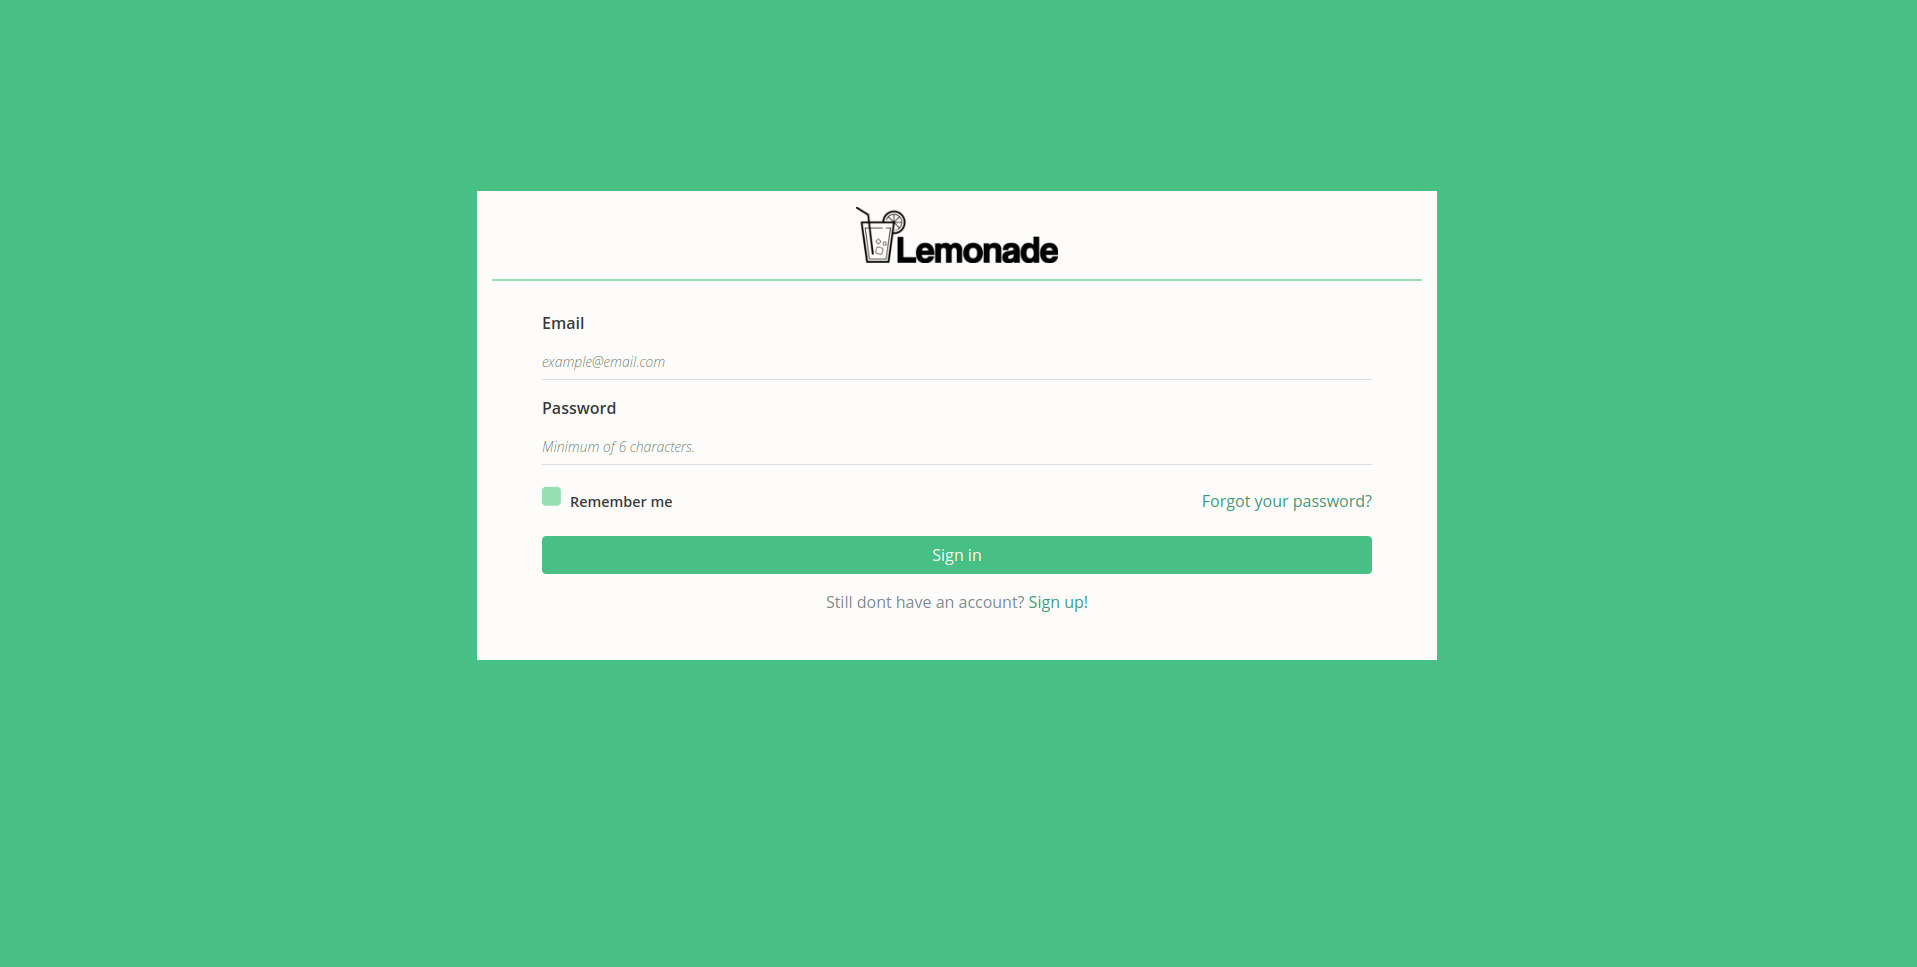 Lemonade
Email
example@email.com
Password
Minimum of 6 characters.
Remember me
Forgot your password?
Sign in
Still dont have an account? Sign up!